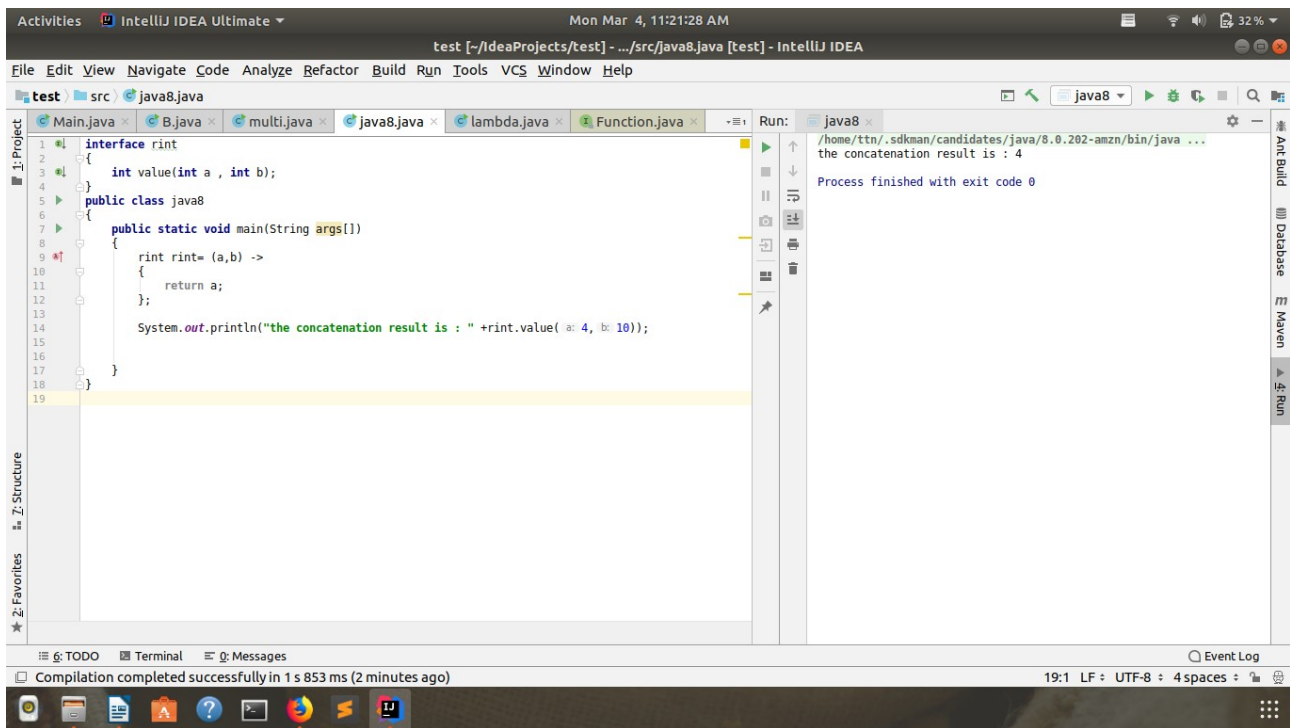 Activities IntelliJ IDEA Ultimate Mon Mar 4, 11:21:28 AM 32 %
test [~/IdeaProjects/test] - .../src/java8.java [test] - IntelliJ IDEA
File Edit View Navigate Code Analyze Refactor Build Run Tools VCS Window Help
test src java8.java java8
Main.java B.java multi.java java8.java lambda.java Function.java Run: java8
1: Project
1 interface rint
2 {
3 int value(int a , int b);
4 }
5 public class java8
6 {
7 public static void main(String args[])
8 {
9 rint rint= (a,b) ->
10 {
11 return a;
12 };
13
14 System.out.println("the concatenation result is : " +rint.value( a: 4, b: 10));
15
16
17 }
18 }
19
7: Structure
2: Favorites
/home/ttn/.sdkman/candidates/java/8.0.202-amzn/bin/java ...
the concatenation result is : 4
Process finished with exit code 0
Ant Build
Database
m Maven
4: Run
6: TODO Terminal 0: Messages Event Log
Compilation completed successfully in 1 s 853 ms (2 minutes ago) 19:1 LF UTF-8 4 spaces